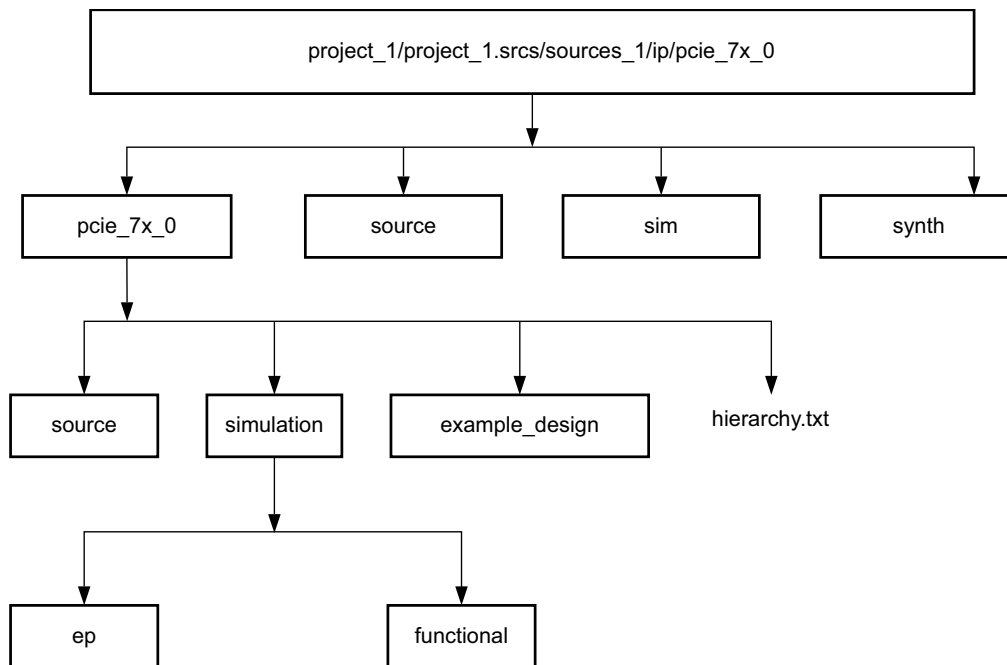 project_1/project_1.srcs/sources_1/ip/pcie_7x_0
pcie_7x_0
source
sim
synth
source
simulation
example_design
hierarchy.txt
ep
functional